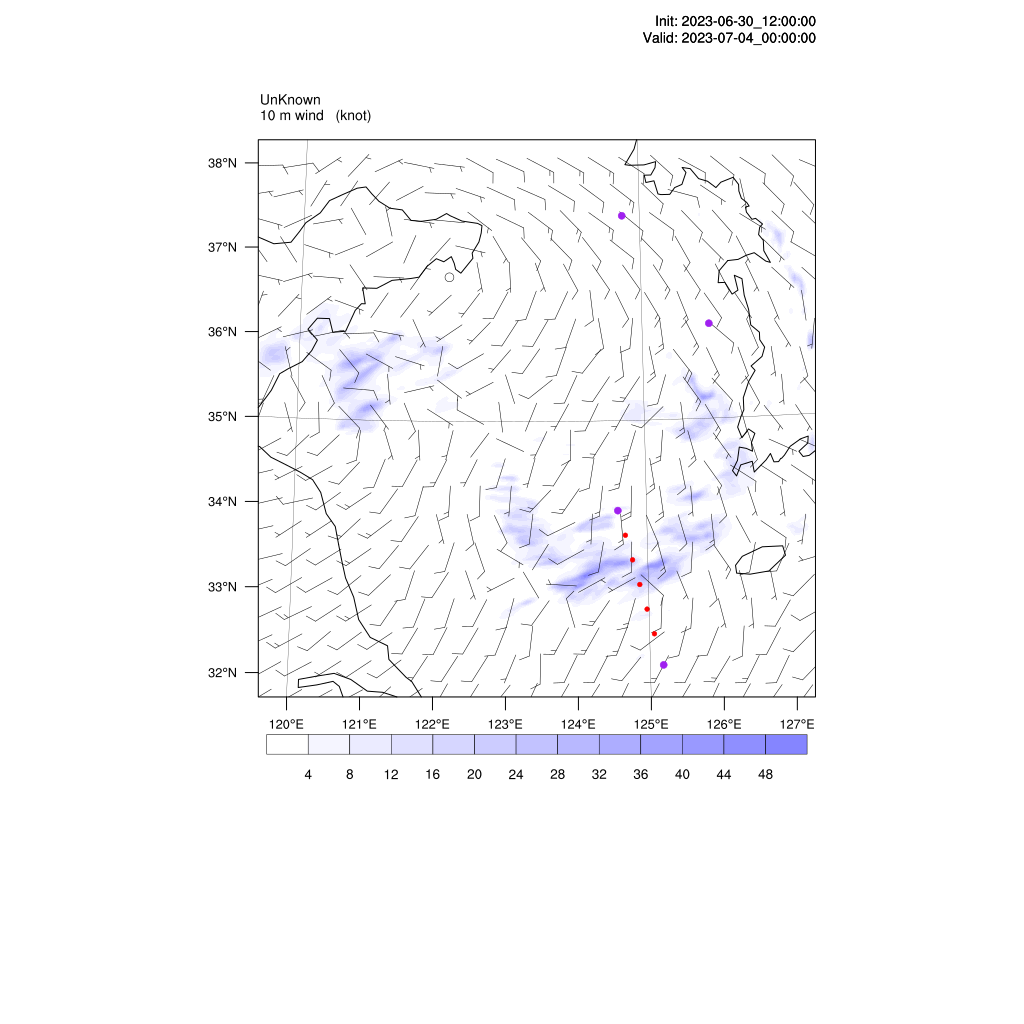 Init: 2023-06-30_12:00:00
Valid: 2023-07-04_00:00:00
UnKnown
10 m wind (knot)
38°N
37°N
36°N
35°N
34°N
33°N
32°N
120°E 121°E 122°E 123°E 124°E 125°E 126°E 127°E
4 8 12 16 20 24 28 32 36 40 44 48